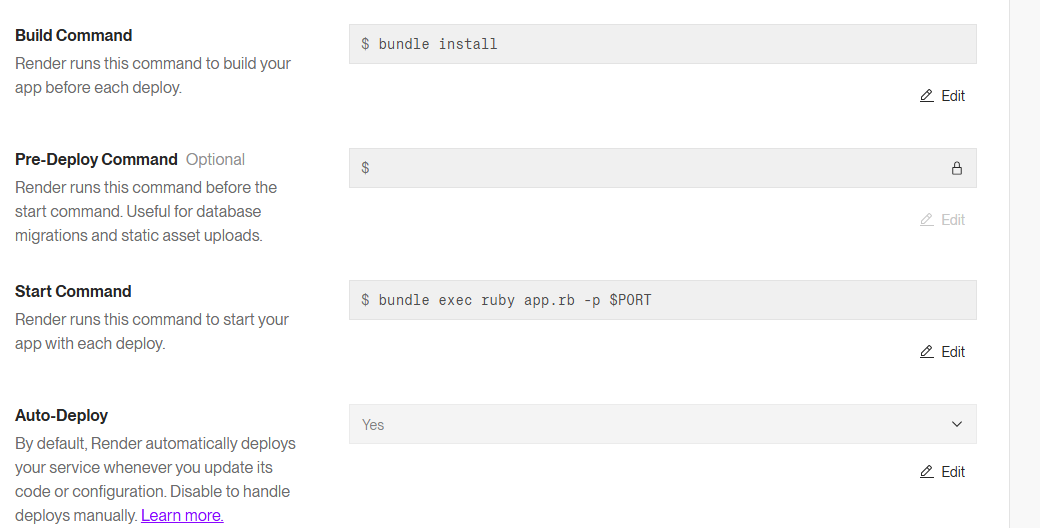 Build Command
$ bundle install
Render runs this command to build your
app before each deploy.
Edit
Pre-Deploy Command Optional
$
Render runs this command before the
start command. Useful for database
migrations and static asset uploads.
Edit
Start Command
$ bundle exec ruby app.rb -p $PORT
Render runs this command to start your
app with each deploy.
Edit
Auto-Deploy
Yes
By default, Render automatically deploys
your service whenever you update its
code or configuration. Disable to handle
deploys manually. Learn more.
Edit